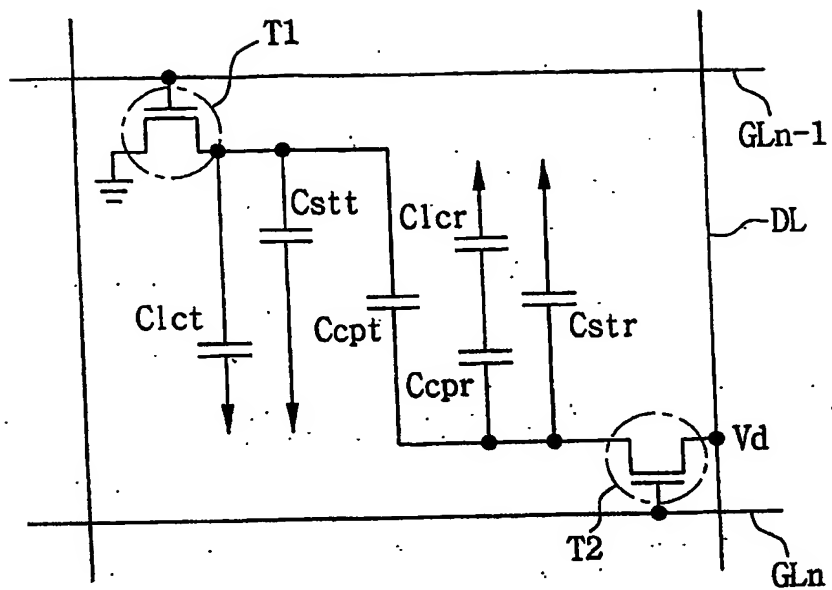 T1
GLn-1
Cstt
Clcr
DL
Clct
Ccpt
Cstr
Ccpr
Vd
T2
GLn